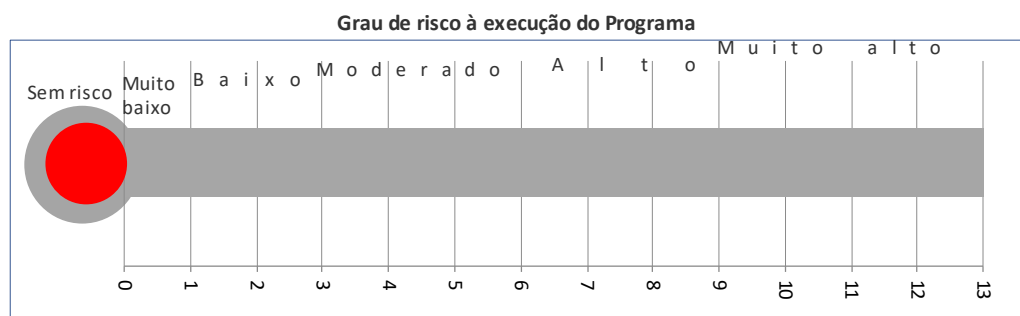 Grau de risco à execução do Programa
Sem risco
Muito baixo
Baixo
Moderado
Alto
Muito alto
0 1 2 3 4 5 6 7 8 9 10 11 12 13